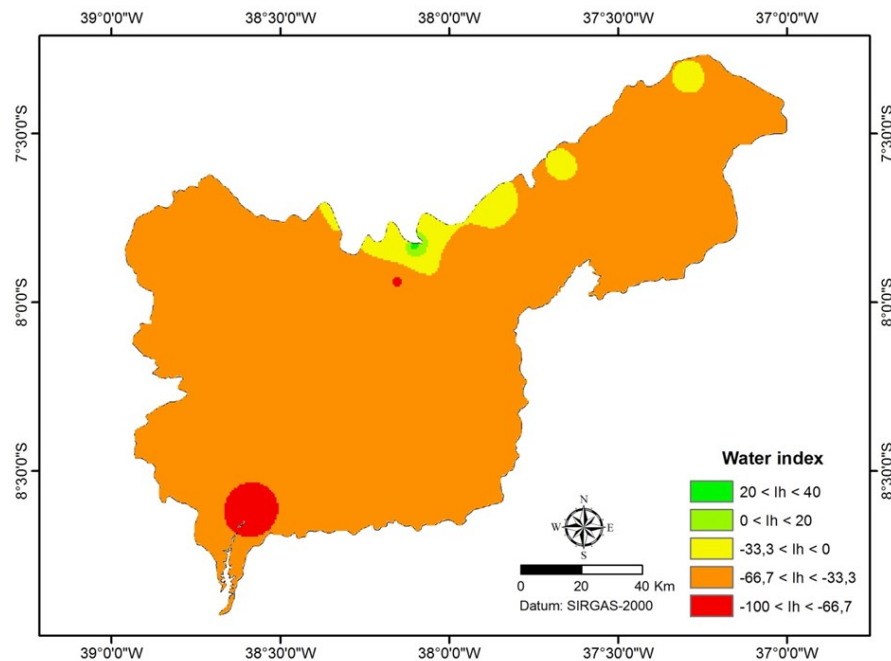 39°0'0"W 38°30'0"W 38°0'0"W 37°30'0"W 37°0'0"W
7°30'0"S 7°30'0"S
8°0'0"S 8°0'0"S
8°30'0"S 8°30'0"S
Water index
20 < Ih < 40
0 < Ih < 20
-33,3 < Ih < 0
-66,7 < Ih < -33,3
-100 < Ih < -66,7
N
W E
S
0 20 40 Km
Datum: SIRGAS-2000
39°0'0"W 38°30'0"W 38°0'0"W 37°30'0"W 37°0'0"W